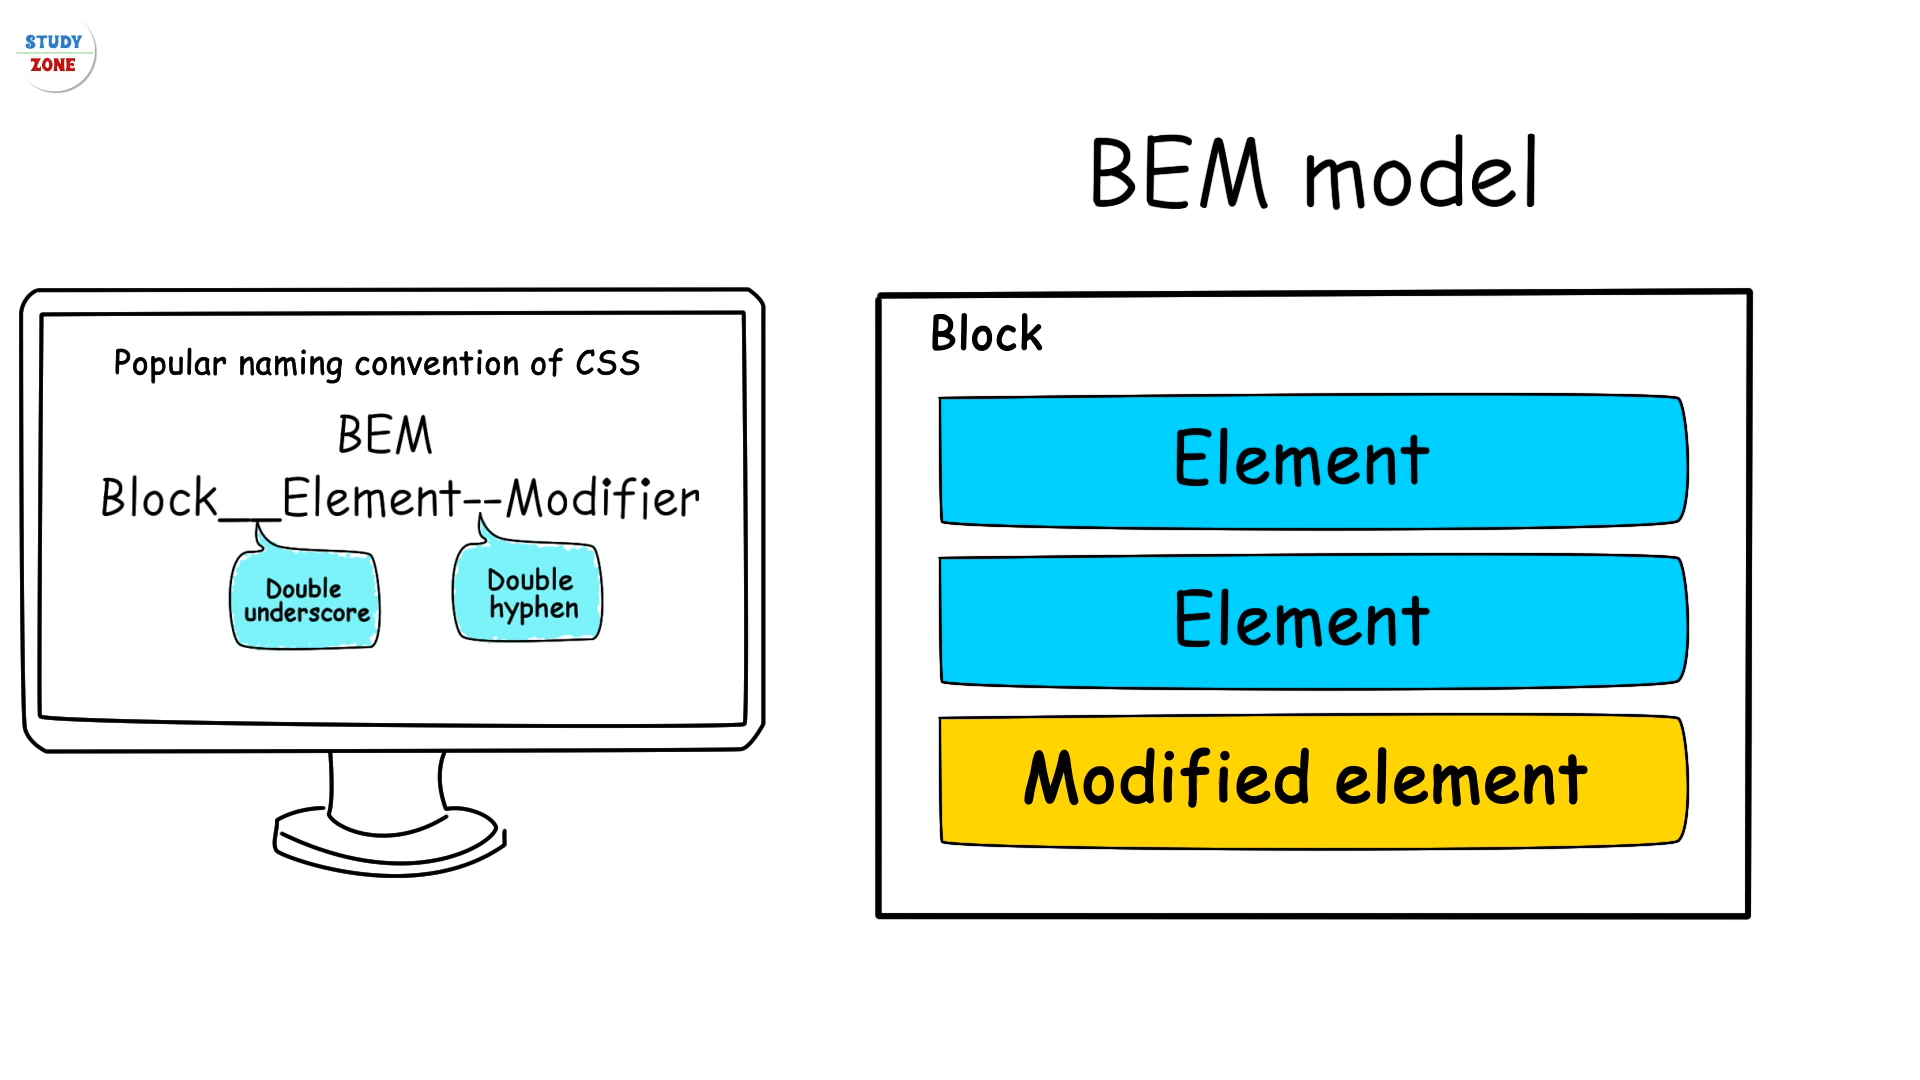 STUDY
ZONE
BEM model
Popular naming convention of CSS
BEM
Block__Element--Modifier
Double
underscore
Double
hyphen
Block
Element
Element
Modified element